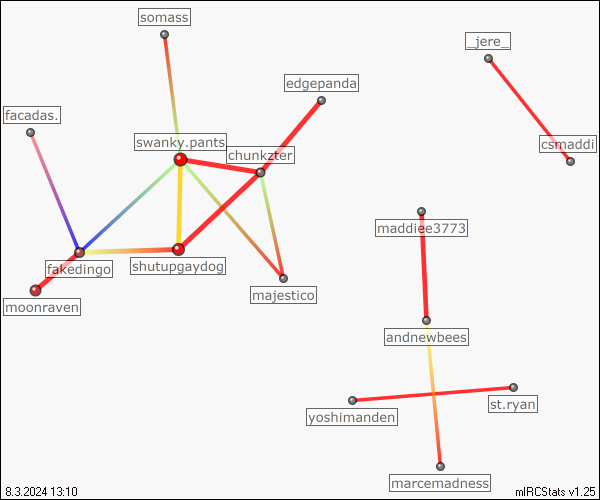 somass
_jere_
edgepanda
facadas.
swanky.pants
csmaddi
chunkzter
maddiee3773
fakedingo
shutupgaydog
majestico
moonraven
andnewbees
st.ryan
yoshimanden
marcemadness
8.3.2024 13:10
mIRCStats v1.25